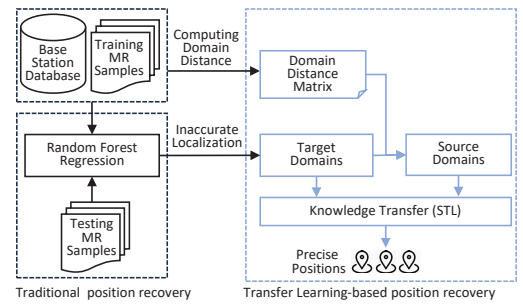 Base
Station
Database
Training
MR
Samples
Computing
Domain
Distance
Domain
Distance
Matrix
Random Forest
Regression
Inaccurate
Localization
Target
Domains
Source
Domains
Testing
MR
Samples
Knowledge Transfer (STL)
Precise
Positions
Traditional position recovery
Transfer Learning-based position recovery